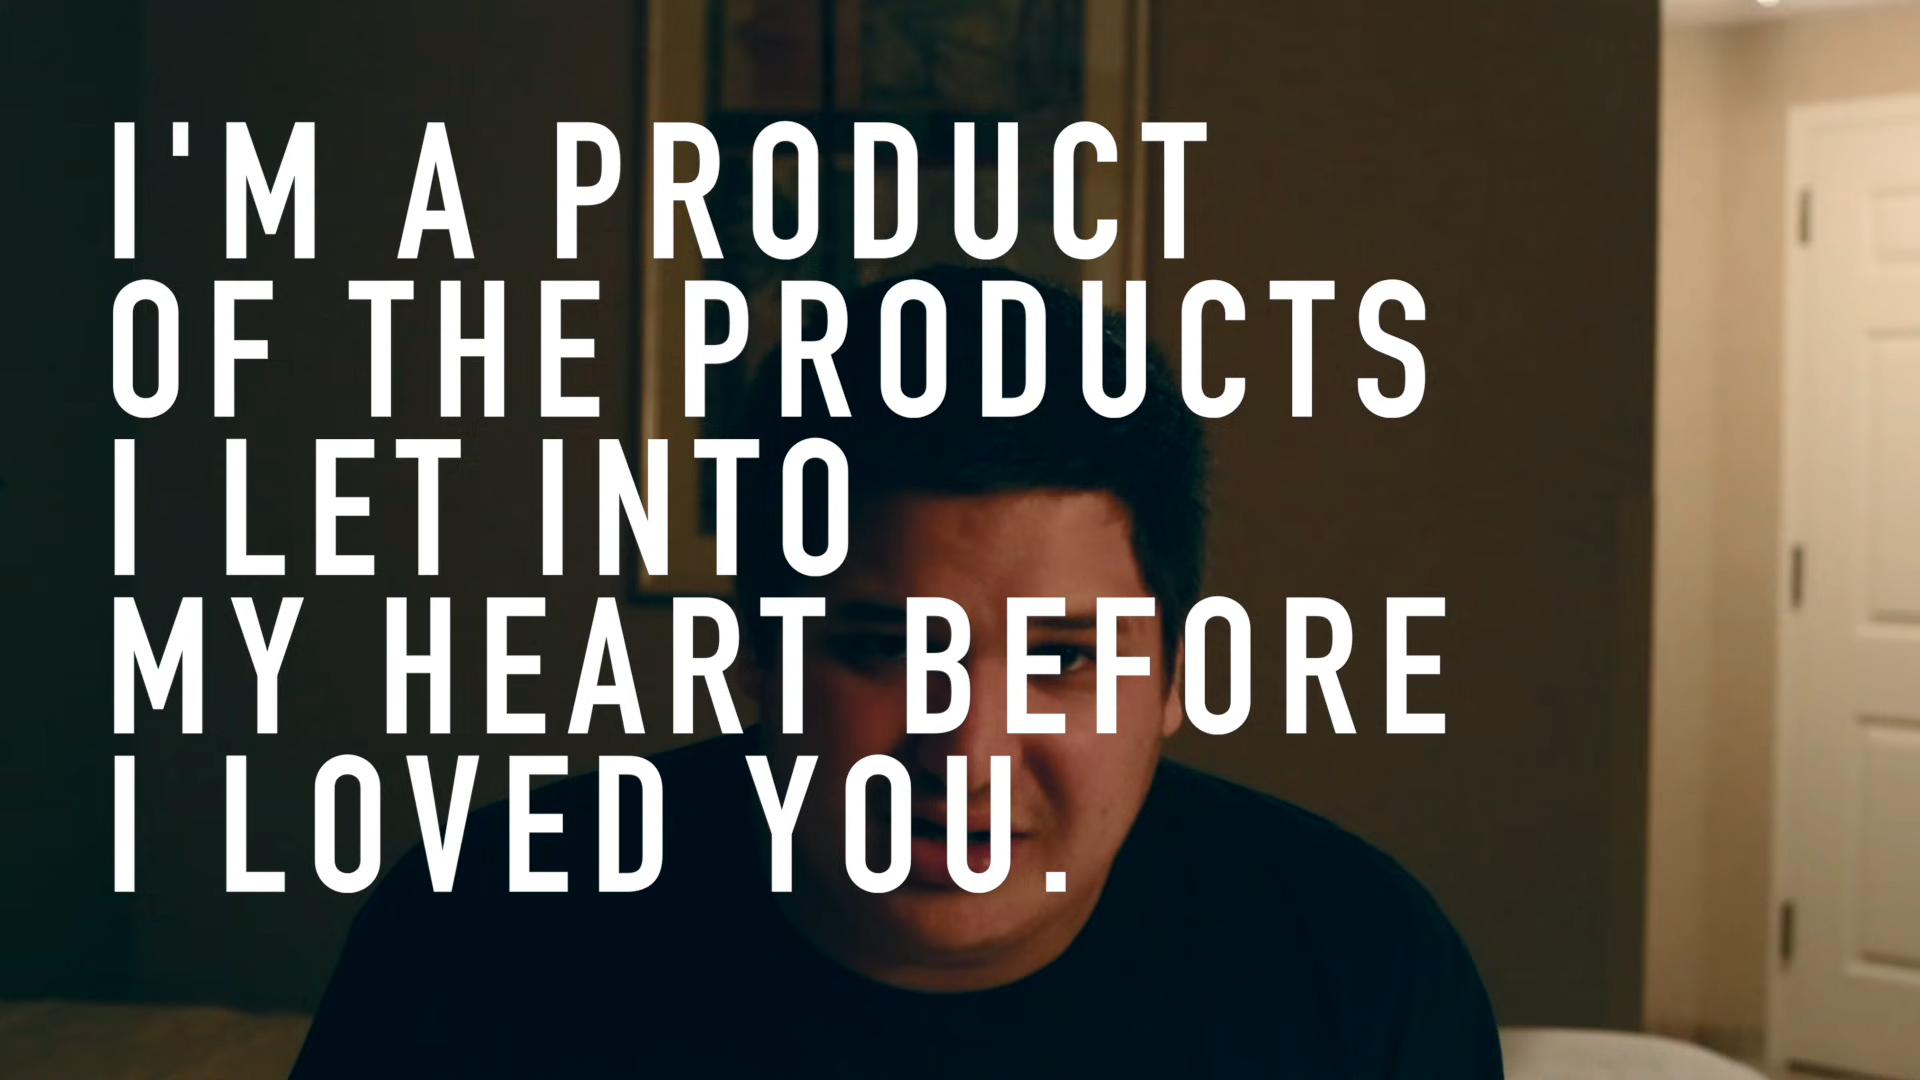 I'M A PRODUCT
OF THE PRODUCTS
I LET INTO
MY HEART BEFORE
I LOVED YOU.